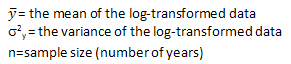 ȳ= the mean of the log-transformed data
σ²ᵧ= the variance of the log-transformed data
n=sample size (number of years)